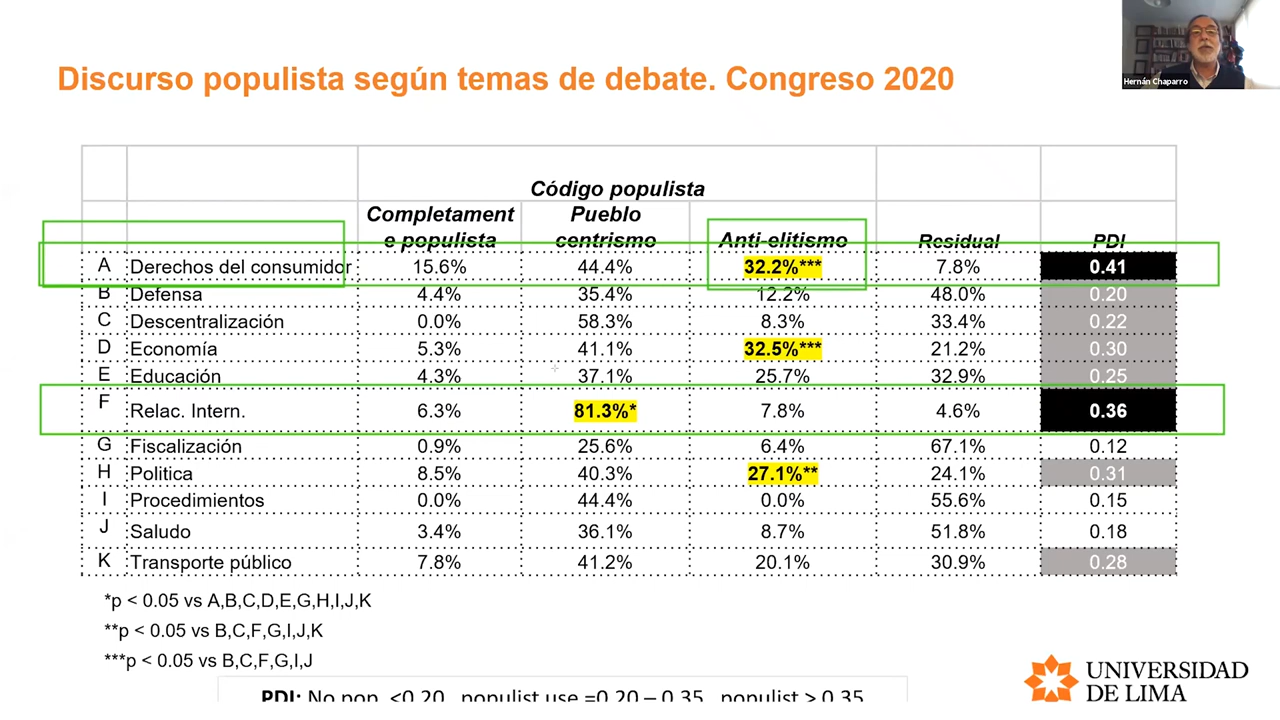 Hernán Chaparro
Discurso populista según temas de debate. Congreso 2020
Código populista
Completament
e populista
Pueblo
centrismo
Anti-elitismo
Residual
PDI
A Derechos del consumidor 15.6% 44.4% 32.2%*** 7.8% 0.41
B Defensa 4.4% 35.4% 12.2% 48.0% 0.20
C Descentralización 0.0% 58.3% 8.3% 33.4% 0.22
D Economía 5.3% 41.1% 32.5%*** 21.2% 0.30
E Educación 4.3% 37.1% 25.7% 32.9% 0.25
F Relac. Intern. 6.3% 81.3%* 7.8% 4.6% 0.36
G Fiscalización 0.9% 25.6% 6.4% 67.1% 0.12
H Politica 8.5% 40.3% 27.1%** 24.1% 0.31
I Procedimientos 0.0% 44.4% 0.0% 55.6% 0.15
J Saludo 3.4% 36.1% 8.7% 51.8% 0.18
K Transporte público 7.8% 41.2% 20.1% 30.9% 0.28
*p < 0.05 vs A,B,C,D,E,G,H,I,J,K
**p < 0.05 vs B,C,F,G,I,J,K
***p < 0.05 vs B,C,F,G,I,J
PDI: No pop. <0.20, populist use =0.20 – 0.35, populist > 0.35
UNIVERSIDAD
DE LIMA